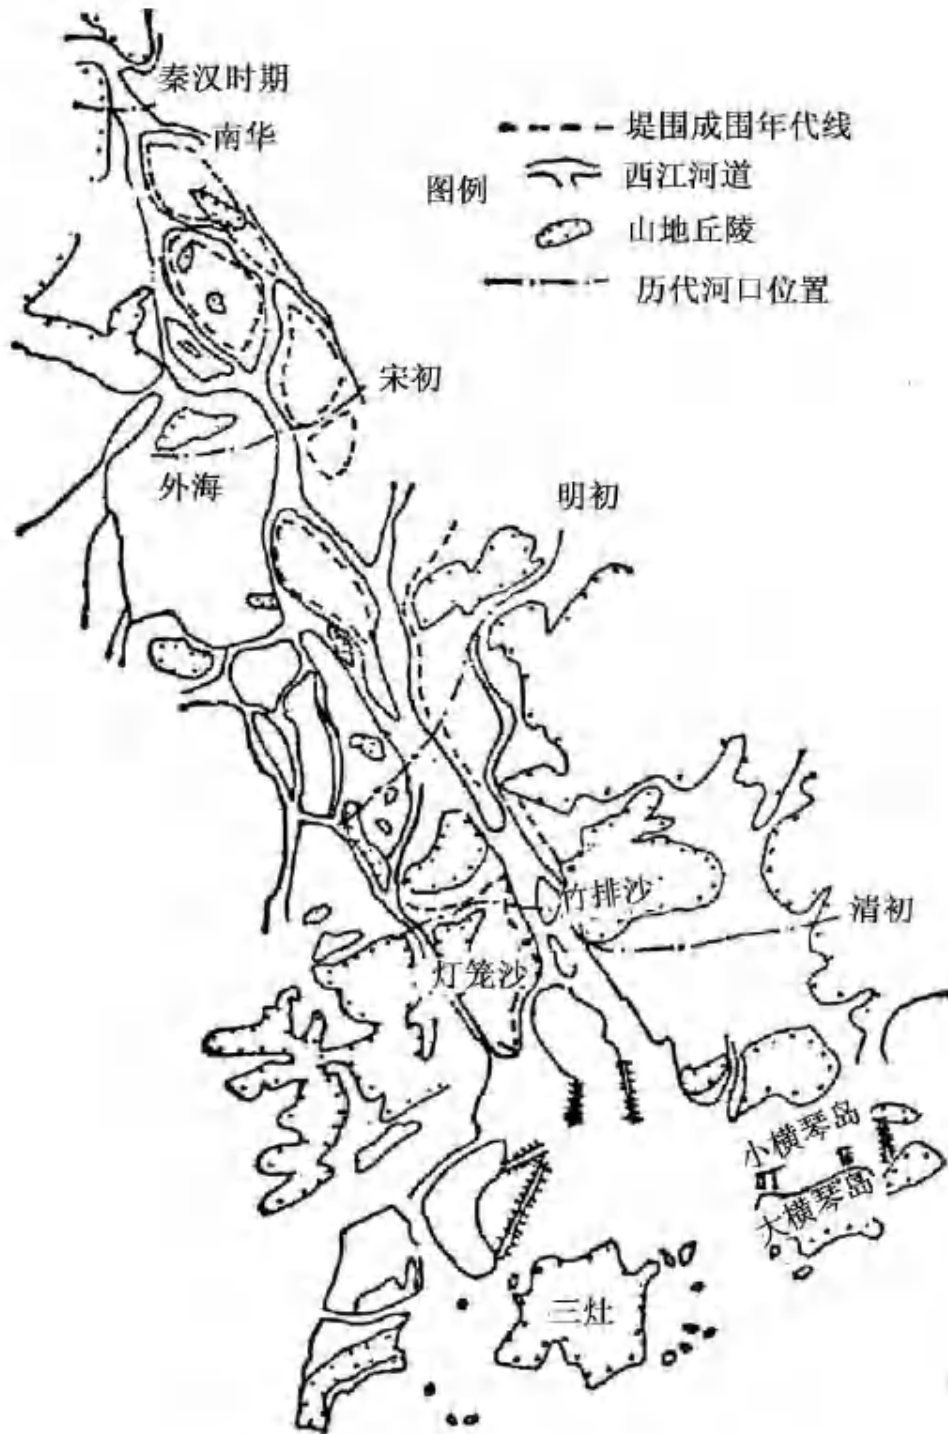 秦汉时期
南华
图例
堤围成围年代线
西江河道
山地丘陵
历代河口位置
宋初
外海
明初
竹排沙
清初
灯笼沙
小横琴岛
大横琴岛
三灶